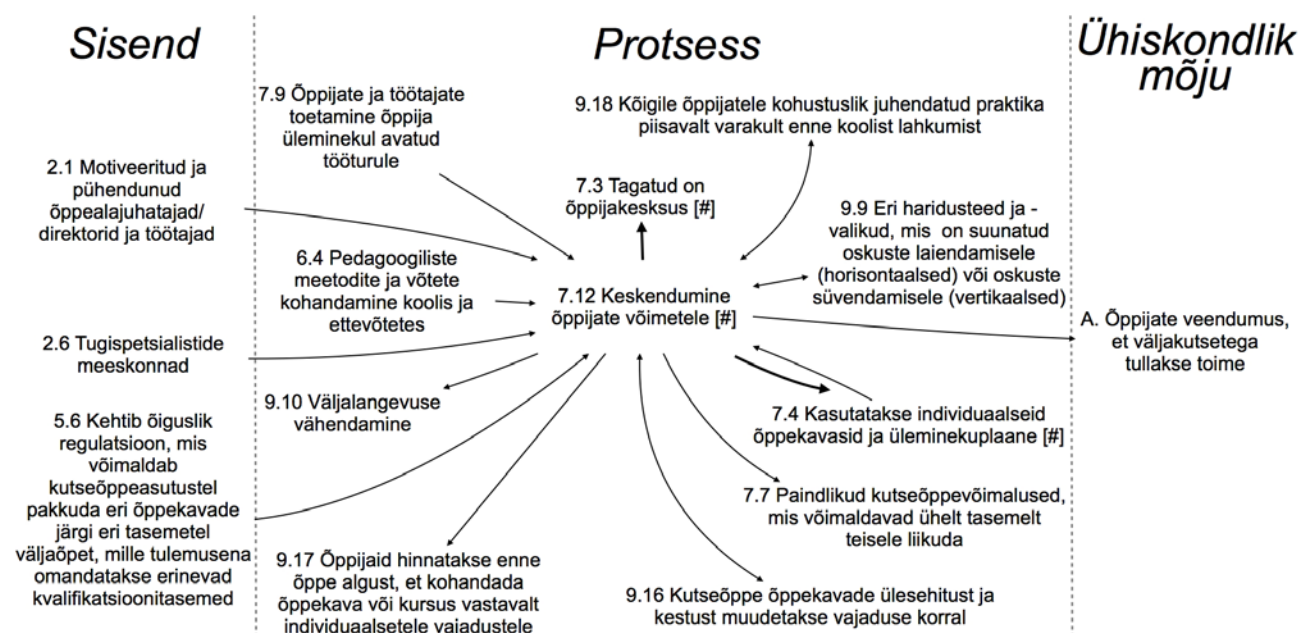 Sisend
Protsess
Ühiskondlik
mõju
2.1 Motiveeritud ja
pühendunud
õppealajuhatajad/
direktorid ja töötajad
2.6 Tugispetsialistide
meeskonnad
5.6 Kehtib õiguslik
regulatsioon, mis
võimaldab
kutseõppeasutustel
pakkuda eri õppekavade
järgi eri tasemetel
väljaõpet, mille tulemusena
omandatakse erinevad
kvalifikatsioonitasemed
7.9 Õppijate ja töötajate
toetamine õppija
üleminekul avatud
tööturule
9.18 Kõigile õppijatele kohustuslik juhendatud praktika
piisavalt varakult enne koolist lahkumist
7.3 Tagatud on
õppijakesksus [#]
9.9 Eri haridusteed ja -
valikud, mis on suunatud
oskuste laiendamisele
(horisontaalsed) või oskuste
süvendamisele (vertikaalsed)
6.4 Pedagoogiliste
meetodite ja võtete
kohandamine koolis ja
ettevõtetes
7.12 Keskendumine
õppijate võimetele [#]
9.10 Väljalangevuse
vähendamine
7.4 Kasutatakse individuaalseid
õppekavasid ja üleminekuplaane [#]
7.7 Paindlikud kutseõppevõimalused,
mis võimaldavad ühelt tasemelt
teisele liikuda
9.17 Õppijaid hinnatakse enne
õppe algust, et kohandada
õppekava või kursus vastavalt
individuaalsetele vajadustele
9.16 Kutseõppe õppekavade ülesehitust ja
kestust muudetakse vajaduse korral
A. Õppijate veendumus,
et väljakutsetega
tullakse toime